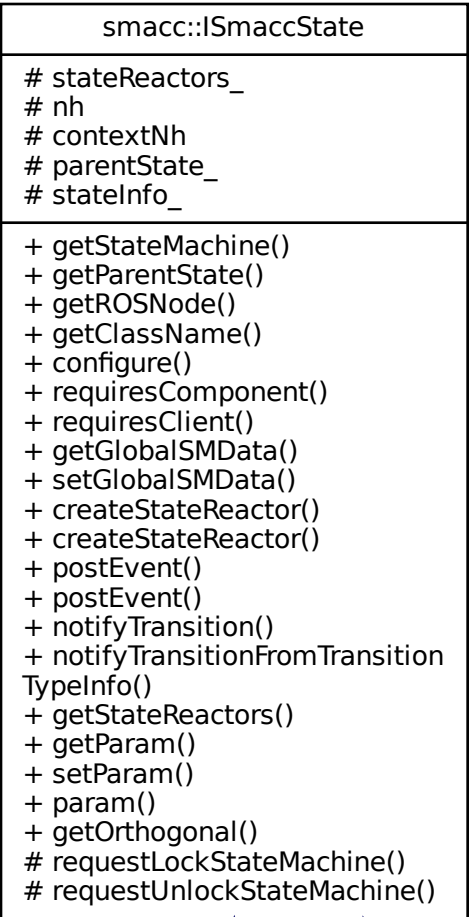 smacc::ISmaccState
# stateReactors_
# nh
# contextNh
# parentState_
# stateInfo_
+ getStateMachine()
+ getParentState()
+ getROSNode()
+ getClassName()
+ configure()
+ requiresComponent()
+ requiresClient()
+ getGlobalSMData()
+ setGlobalSMData()
+ createStateReactor()
+ createStateReactor()
+ postEvent()
+ postEvent()
+ notifyTransition()
+ notifyTransitionFromTransition
TypeInfo()
+ getStateReactors()
+ getParam()
+ setParam()
+ param()
+ getOrthogonal()
# requestLockStateMachine()
# requestUnlockStateMachine()